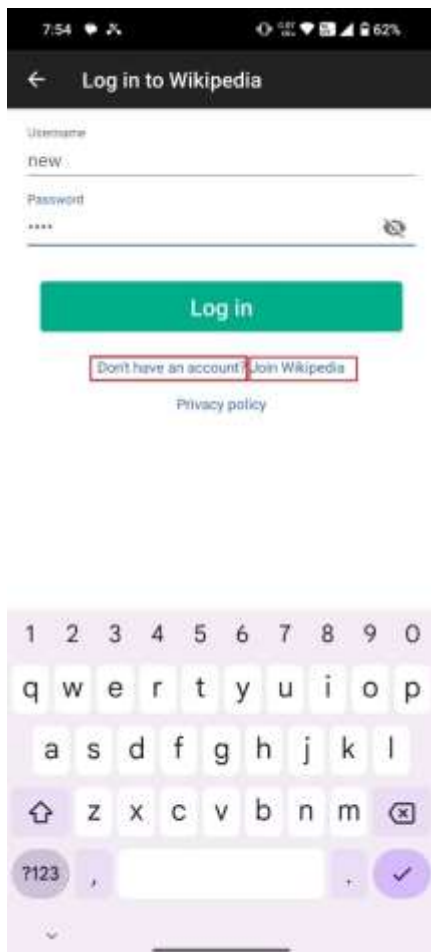 7:54 62%
Log in to Wikipedia
Username
new
Password
••••
Log in
Don't have an account? Join Wikipedia
Privacy policy
1 2 3 4 5 6 7 8 9 0
q w e r t y u i o p
a s d f g h j k l
z x c v b n m
?123 , .